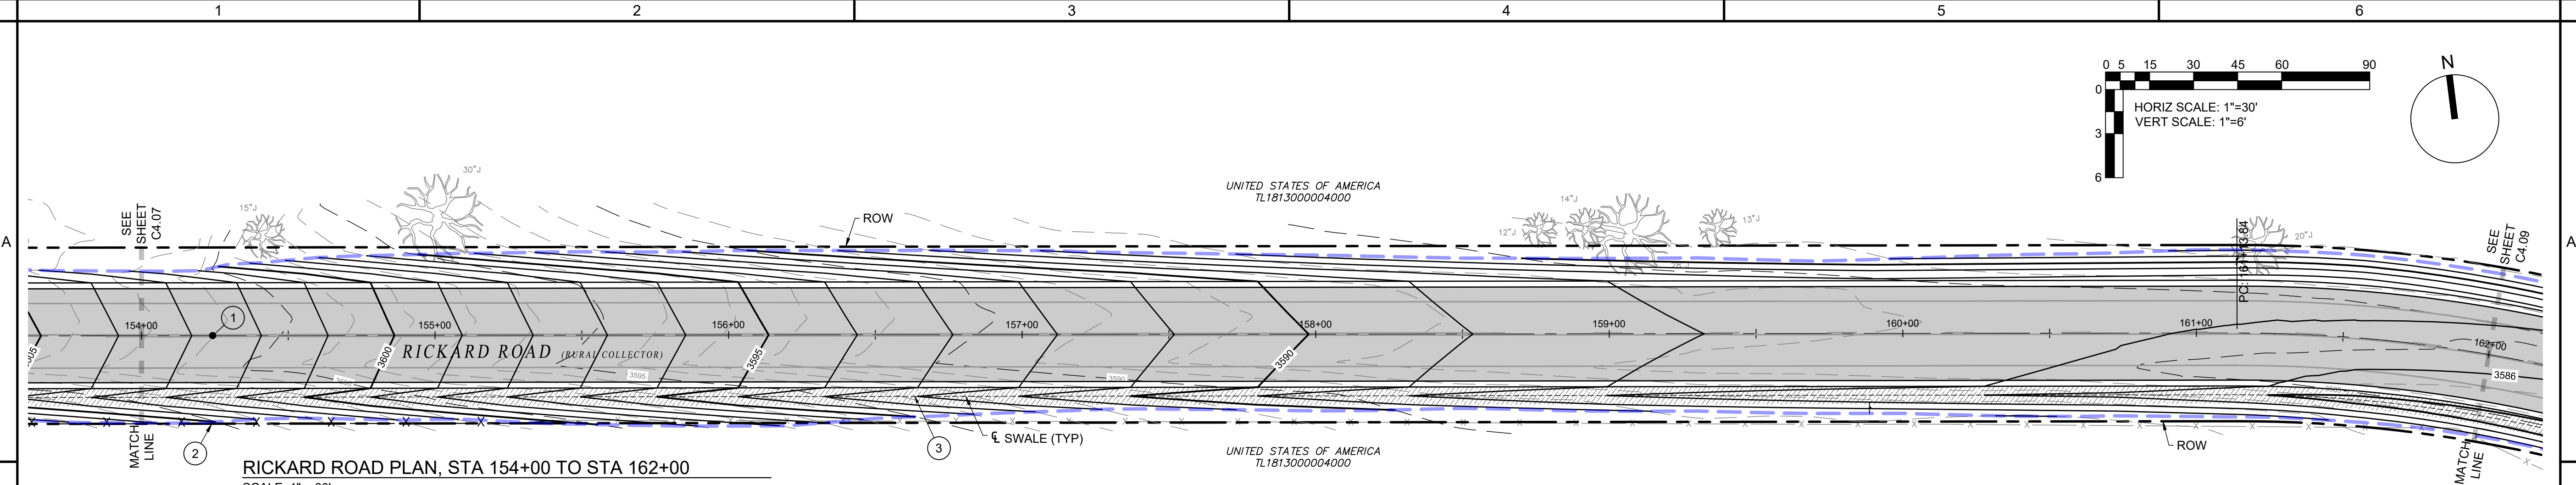 1
2
3
4
5
6
0 5 15 30 45 60 90
0
3
6
HORIZ SCALE: 1"=30'
VERT SCALE: 1"=6'
N
A
A
SEE
SHEET
C4.07
15"J
30"J
ROW
UNITED STATES OF AMERICA
TL1813000004000
12"J
14"J
13"J
28"J
PC: 161+13.84
20"J
SEE
SHEET
C4.09
154+00
1
155+00
156+00
157+00
158+00
159+00
160+00
161+00
162+00
RICKARD ROAD (RURAL COLLECTOR)
3600
3595
3590
3586
3595
3590
MATCH
LINE
2
3
℄ SWALE (TYP)
UNITED STATES OF AMERICA
TL1813000004000
ROW
MATCH
LINE
RICKARD ROAD PLAN, STA 154+00 TO STA 162+00